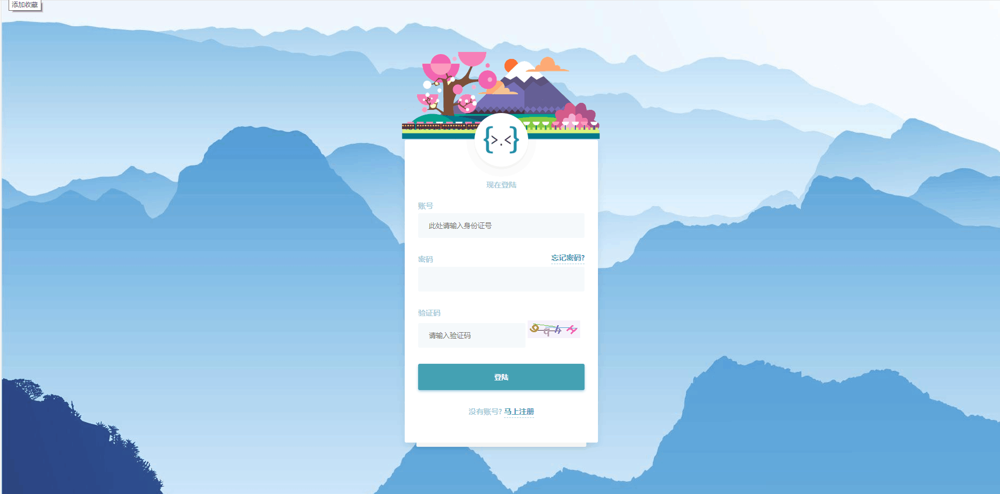 添加收藏
{>.<}
现在登陆
账号
此处请输入身份证号
密码
忘记密码?
验证码
请输入验证码
9qhH
登陆
没有账号? 马上注册